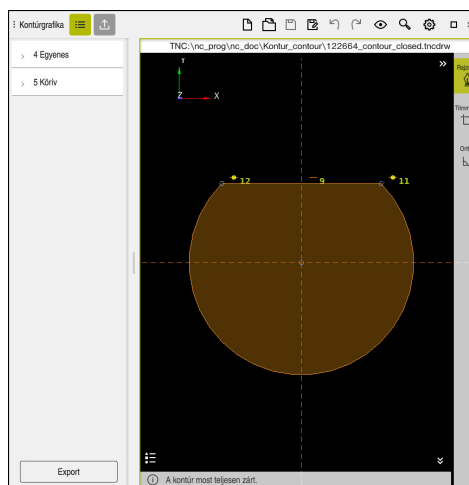 Kontúrgrafika
TNC:\nc_prog\nc_doc\Kontur_contour\122664_contour_closed.tncdrw
4 Egyenes
5 Körív
Y
Z X
12 9 11
Export
A kontúr most teljesen zárt.